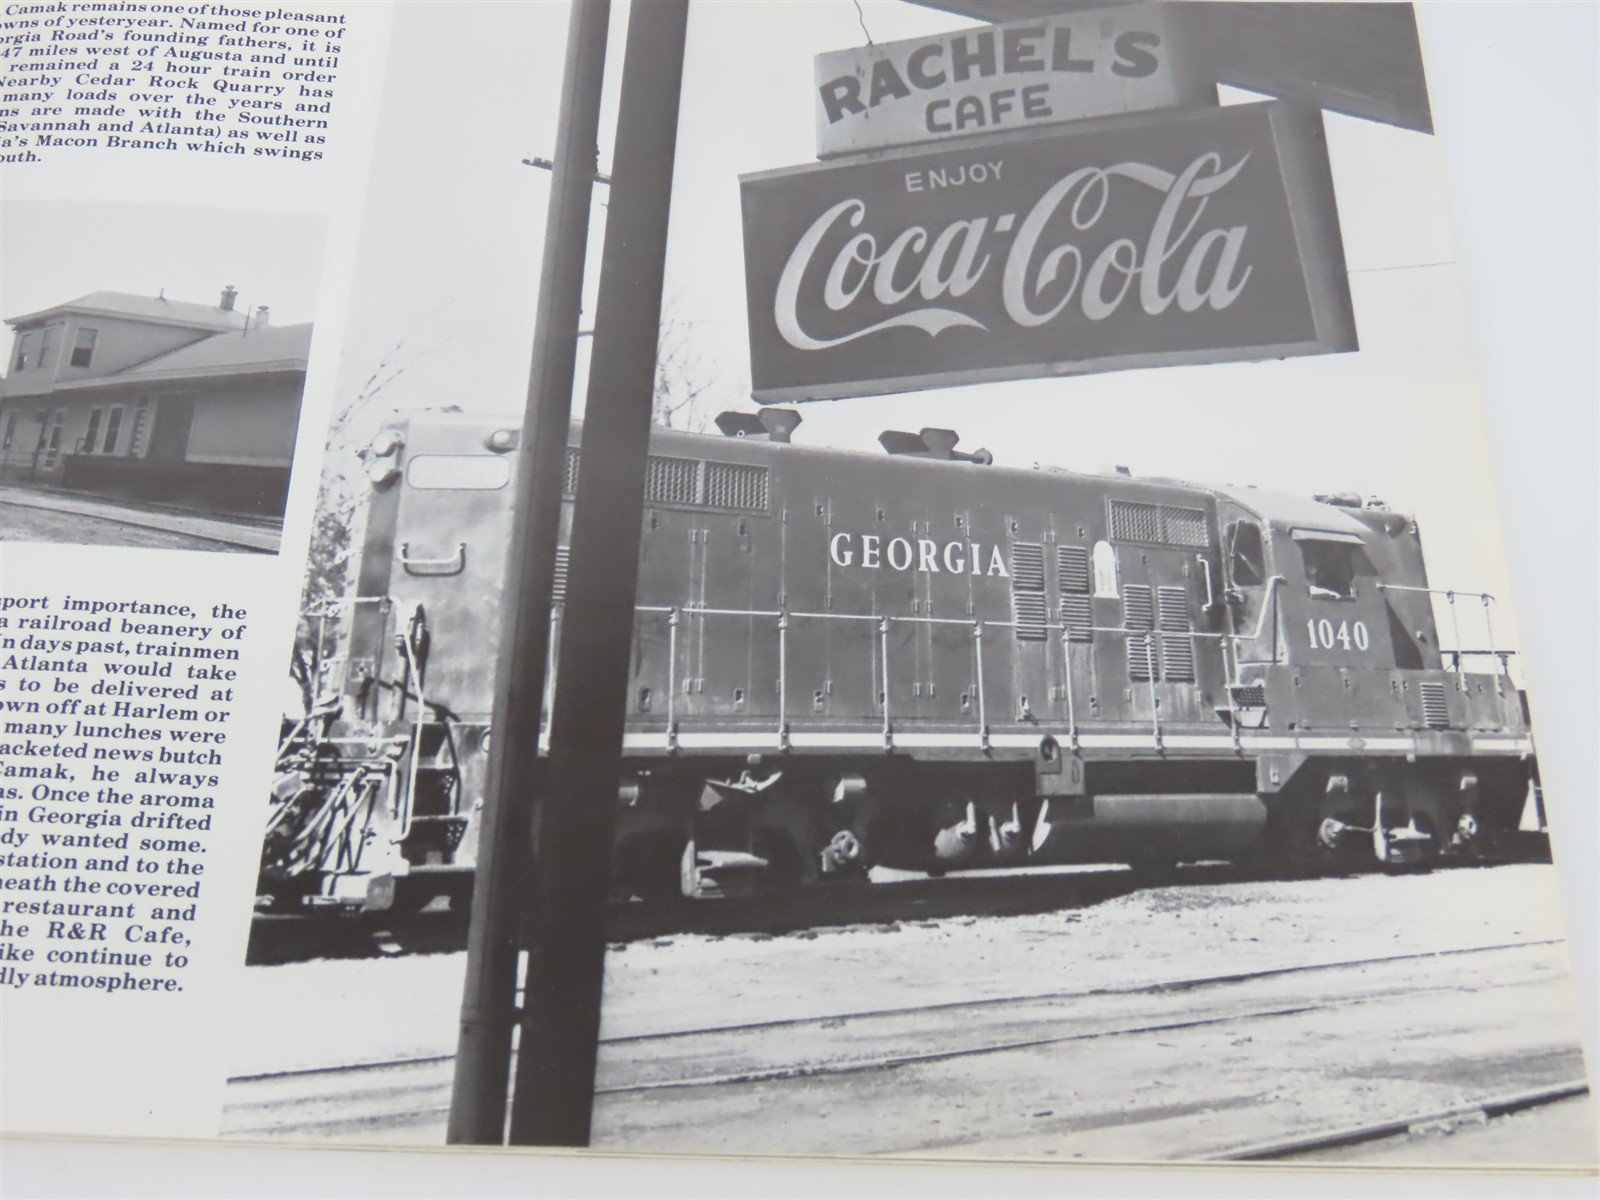 Camak remains one of those pleasant
owns of yesteryear. Named for one of
orgia Road's founding fathers, it is
47 miles west of Augusta and until
remained a 24 hour train order
Nearby Cedar Rock Quarry has
many loads over the years and
ns are made with the Southern
Savannah and Atlanta) as well as
a's Macon Branch which swings
outh.
port importance, the
a railroad beanery of
In days past, trainmen
Atlanta would take
s to be delivered at
own off at Harlem or
many lunches were
acketed news butch
Camak, he always
as. Once the aroma
in Georgia drifted
dy wanted some.
station and to the
neath the covered
restaurant and
he R&R Cafe,
ike continue to
dly atmosphere.
RACHEL'S
CAFE
ENJOY
Coca-Cola
GEORGIA
1040